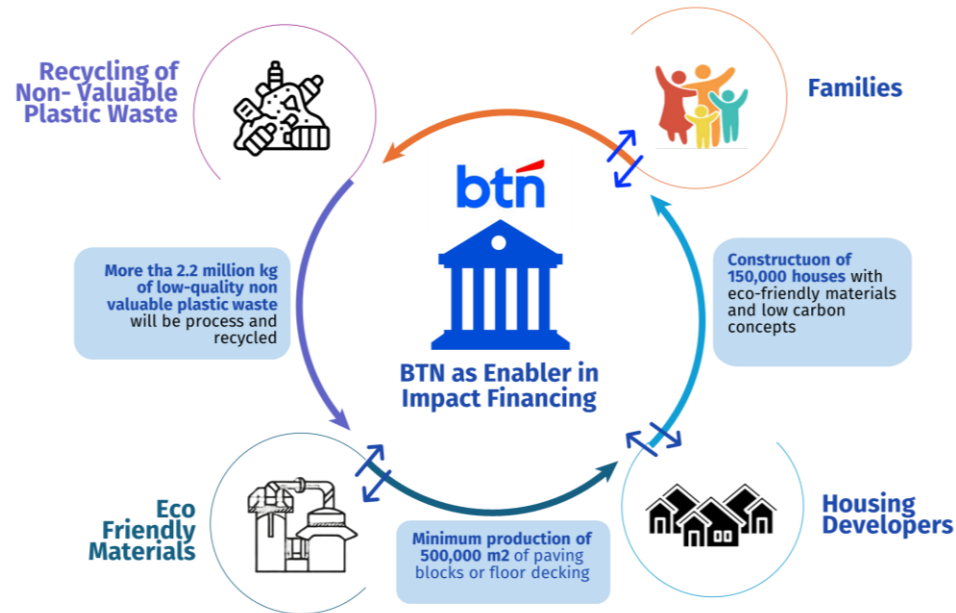 Recycling of
Non- Valuable
Plastic Waste
Families
btn
More tha 2.2 million kg
of low-quality non
valuable plastic waste
will be process and
recycled
Constructuon of
150,000 houses with
eco-friendly materials
and low carbon
concepts
BTN as Enabler in
Impact Financing
Eco
Friendly
Materials
Minimum production of
500,000 m2 of paving
blocks or floor decking
Housing
Developers